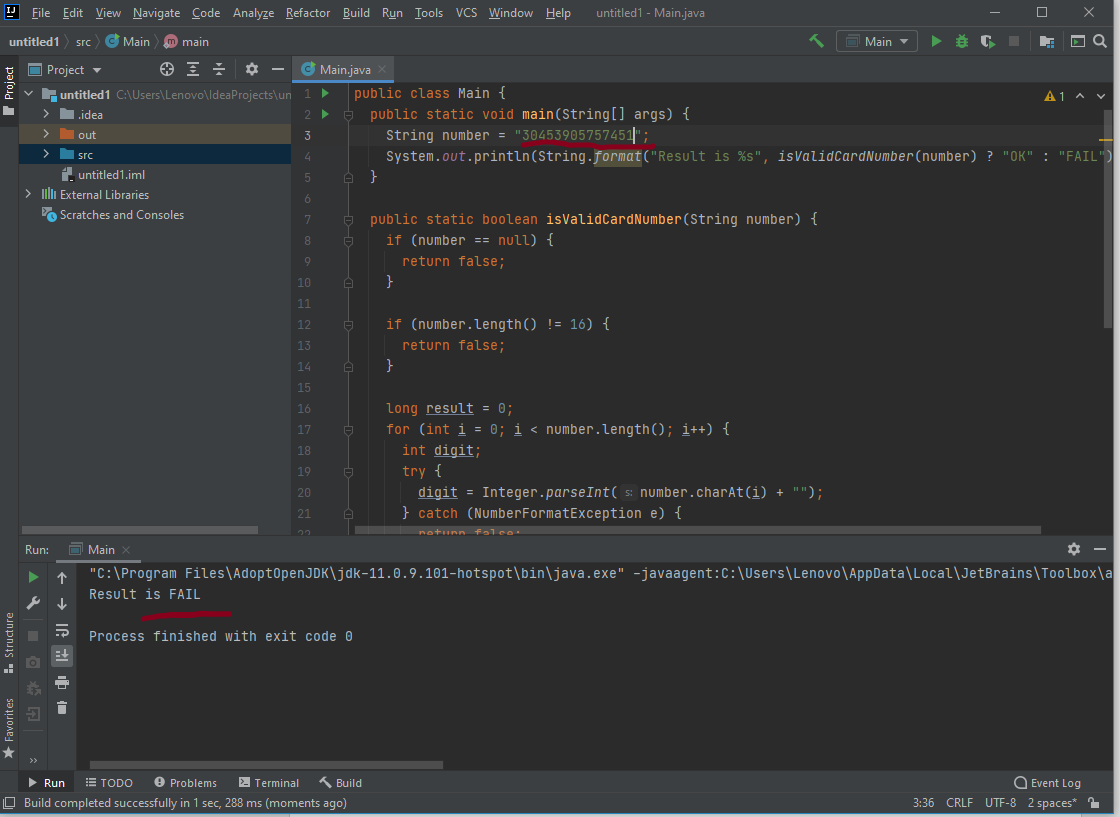 File Edit View Navigate Code Analyze Refactor Build Run Tools VCS Window Help untitled1 - Main.java
untitled1 src Main main Main
Project
Project
Main.java
untitled1 C:\Users\Lenovo\IdeaProjects\un
.idea
out
src
untitled1.iml
External Libraries
Scratches and Consoles
1
1 public class Main {
2 public static void main(String[] args) {
3 String number = "30453905757451";
4 System.out.println(String.format("Result is %s", isValidCardNumber(number) ? "OK" : "FAIL")
5 }
6
7 public static boolean isValidCardNumber(String number) {
8 if (number == null) {
9 return false;
10 }
11
12 if (number.length() != 16) {
13 return false;
14 }
15
16 long result = 0;
17 for (int i = 0; i < number.length(); i++) {
18 int digit;
19 try {
20 digit = Integer.parseInt( s: number.charAt(i) + "");
21 } catch (NumberFormatException e) {
22 return false;
Run: Main
"C:\Program Files\AdoptOpenJDK\jdk-11.0.9.101-hotspot\bin\java.exe" -javaagent:C:\Users\Lenovo\AppData\Local\JetBrains\Toolbox\a
Result is FAIL
Process finished with exit code 0
Structure
Favorites
Run TODO Problems Terminal Build Event Log
Build completed successfully in 1 sec, 288 ms (moments ago) 3:36 CRLF UTF-8 2 spaces*